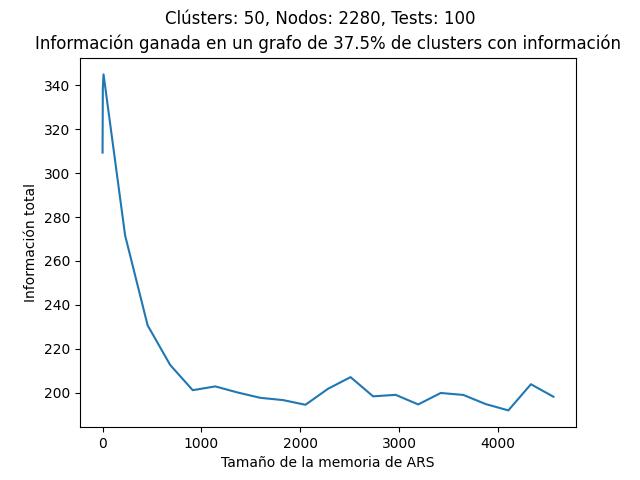 Clústers: 50, Nodos: 2280, Tests: 100
Información ganada en un grafo de 37.5% de clusters con información
340
320
300
280
260
240
220
200
Información total
0 1000 2000 3000 4000
Tamaño de la memoria de ARS